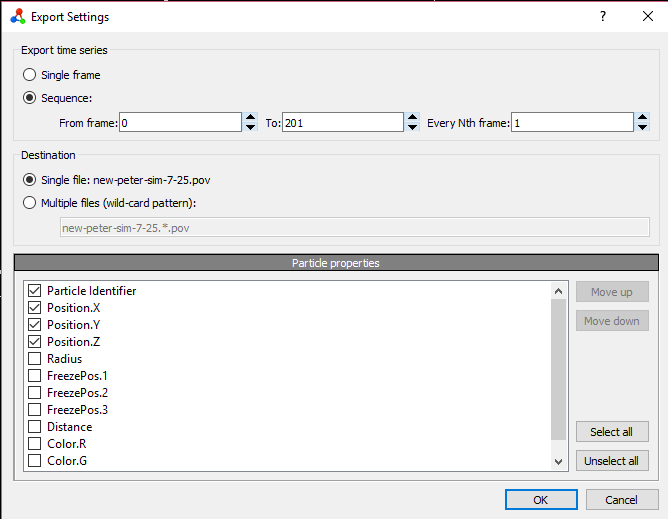 Export Settings
?
Export time series
Single frame
Sequence:
From frame: 0 To: 201 Every Nth frame: 1
Destination
Single file: new-peter-sim-7-25.pov
Multiple files (wild-card pattern):
new-peter-sim-7-25.*.pov
Particle properties
Particle Identifier
Position.X
Position.Y
Position.Z
Radius
FreezePos.1
FreezePos.2
FreezePos.3
Distance
Color.R
Color.G
Move up
Move down
Select all
Unselect all
OK Cancel